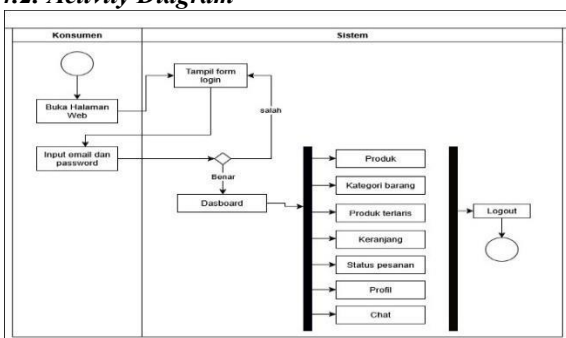 .2. Activity Diagram
Konsumen
Sistem
Tampil form
login
Buka Halaman
Web
salah
Input email dan
password
Benar
Dasboard
Produk
Kategori barang
Produk terlaris
Keranjang
Status pesanan
Profil
Chat
Logout